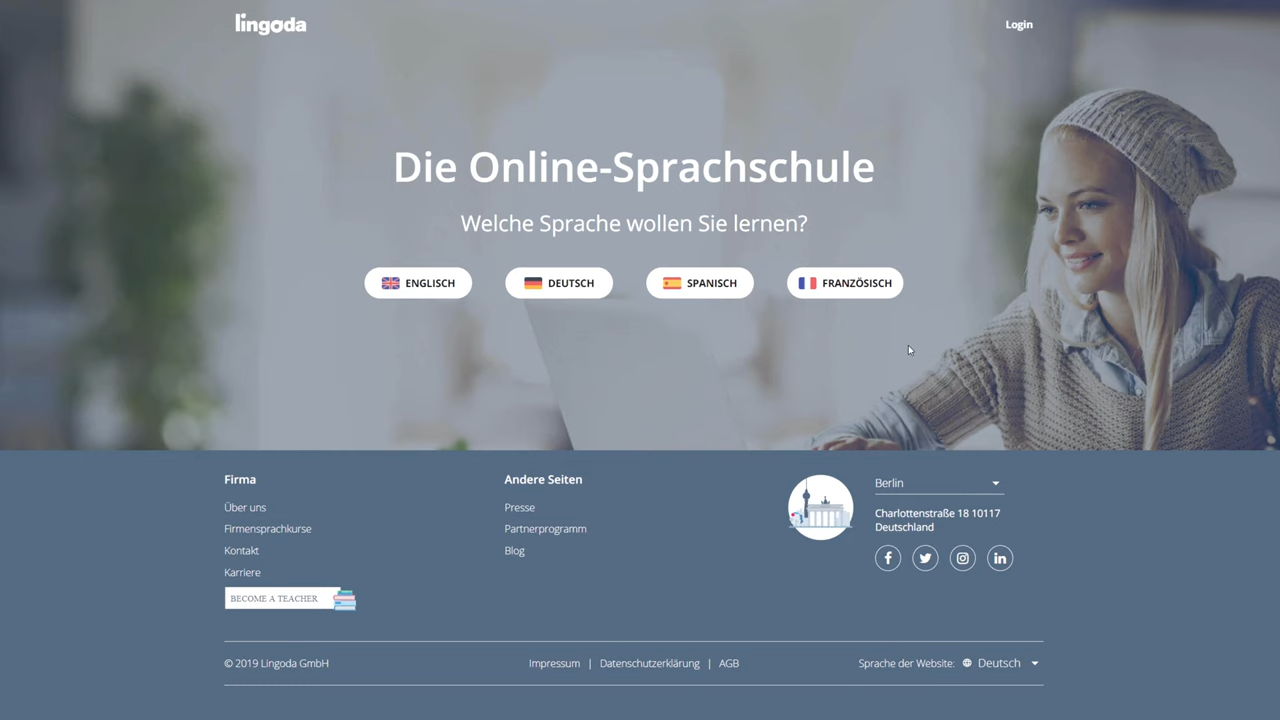 lingoda
Login
Die Online-Sprachschule
Welche Sprache wollen Sie lernen?
ENGLISCH
DEUTSCH
SPANISCH
FRANZÖSISCH
Firma
Über uns
Firmensprachkurse
Kontakt
Karriere
BECOME A TEACHER
Andere Seiten
Presse
Partnerprogramm
Blog
Berlin
Charlottenstraße 18 10117
Deutschland
© 2019 Lingoda GmbH
Impressum | Datenschutzerklärung | AGB
Sprache der Website: Deutsch